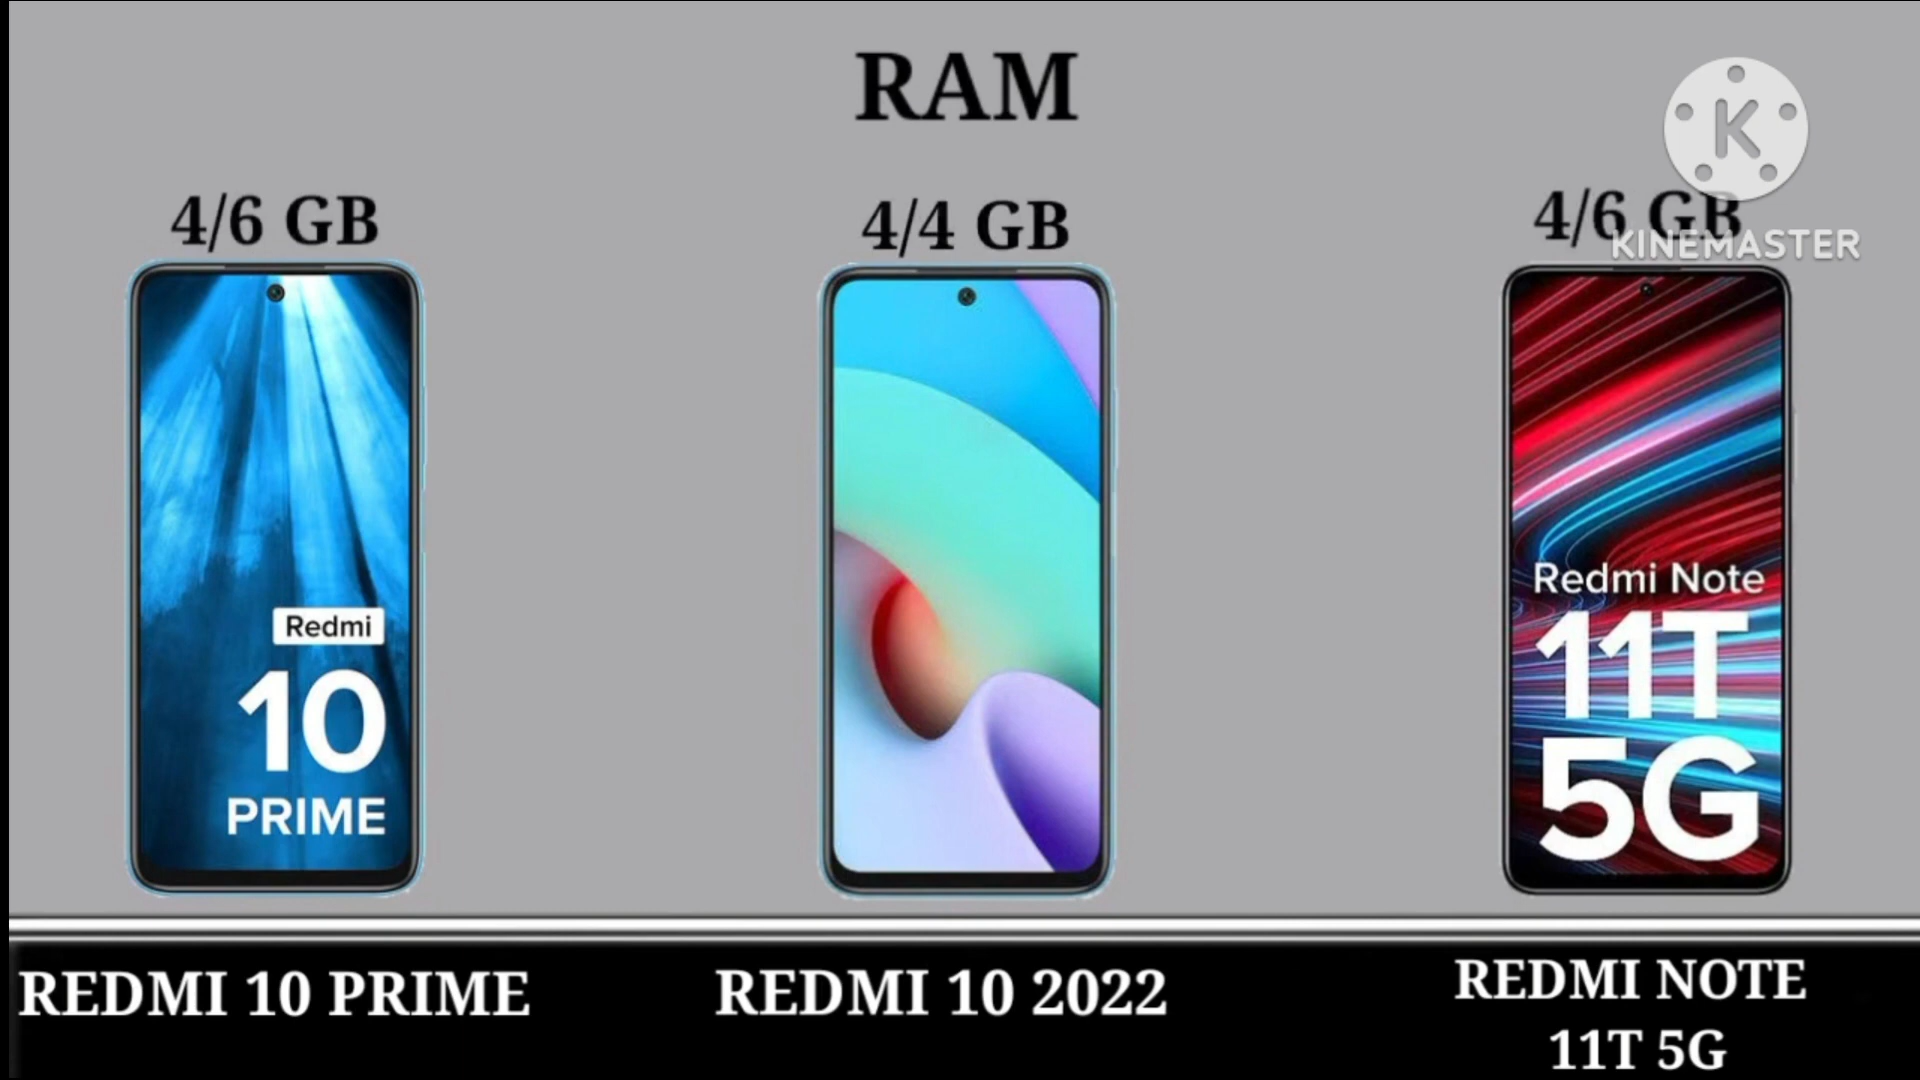 RAM
K
KINEMASTER
4/6 GB
4/4 GB
4/6 GB
Redmi
10
PRIME
Redmi Note
11T
5G
REDMI 10 PRIME
REDMI 10 2022
REDMI NOTE
11T 5G